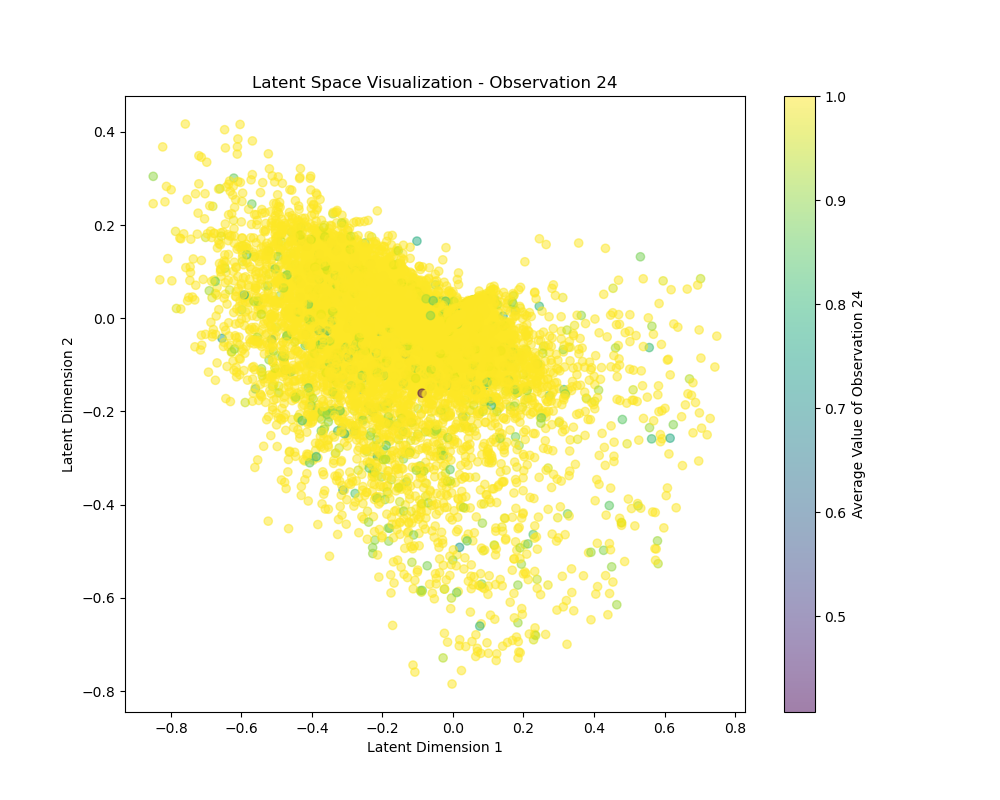 Latent Space Visualization - Observation 24
0.4
0.2
0.0
−0.2
−0.4
−0.6
−0.8
Latent Dimension 2
−0.8 −0.6 −0.4 −0.2 0.0 0.2 0.4 0.6 0.8
Latent Dimension 1
1.0
0.9
0.8
0.7
0.6
0.5
Average Value of Observation 24